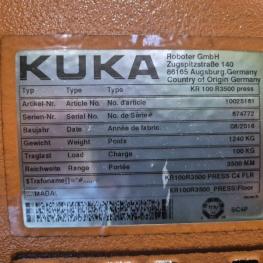 KUKA
Roboter GmbH
Zugspitzstraße 140
86165 Augsburg, Germany
Country of Origin Germany
Typ Type Type KR 100 R3500 press
Artikel-Nr. Article No. No. d'article 10025181
Serien-Nr. Serial No. No. de Série# 874772
Baujahr Date Année de fabric. 08/2014
Gewicht Weight Poids 1240 KG
Traglast Load Charge 100 KG
Reichweite Range Portée 3500 MM
$Trafoname[]="#... KR100R3500 PRESS C4 FLR
...MADA\ KR100R3500 PRESS\Floor